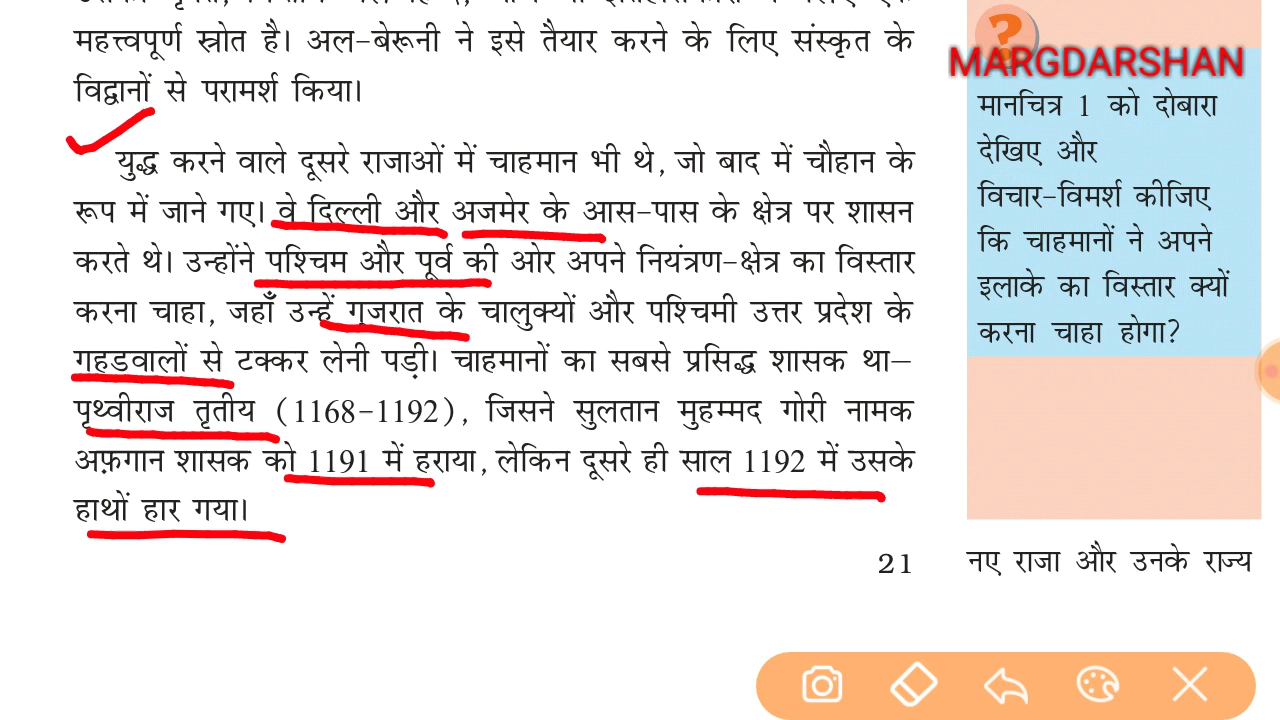 महत्त्वपूर्ण स्रोत है। अल-बेरूनी ने इसे तैयार करने के लिए संस्कृत के
विद्वानों से परामर्श किया।
युद्ध करने वाले दूसरे राजाओं में चाहमान भी थे, जो बाद में चौहान के
रूप में जाने गए। वे दिल्ली और अजमेर के आस-पास के क्षेत्र पर शासन
करते थे। उन्होंने पश्चिम और पूर्व की ओर अपने नियंत्रण-क्षेत्र का विस्तार
करना चाहा, जहाँ उन्हें गुजरात के चालुक्यों और पश्चिमी उत्तर प्रदेश के
गहडवालों से टक्कर लेनी पड़ी। चाहमानों का सबसे प्रसिद्ध शासक था–
पृथ्वीराज तृतीय (1168-1192), जिसने सुलतान मुहम्मद गोरी नामक
अफ़गान शासक को 1191 में हराया, लेकिन दूसरे ही साल 1192 में उसके
हाथों हार गया।
?
MARGDARSHAN
मानचित्र 1 को दोबारा
देखिए और
विचार-विमर्श कीजिए
कि चाहमानों ने अपने
इलाके का विस्तार क्यों
करना चाहा होगा?
21 नए राजा और उनके राज्य